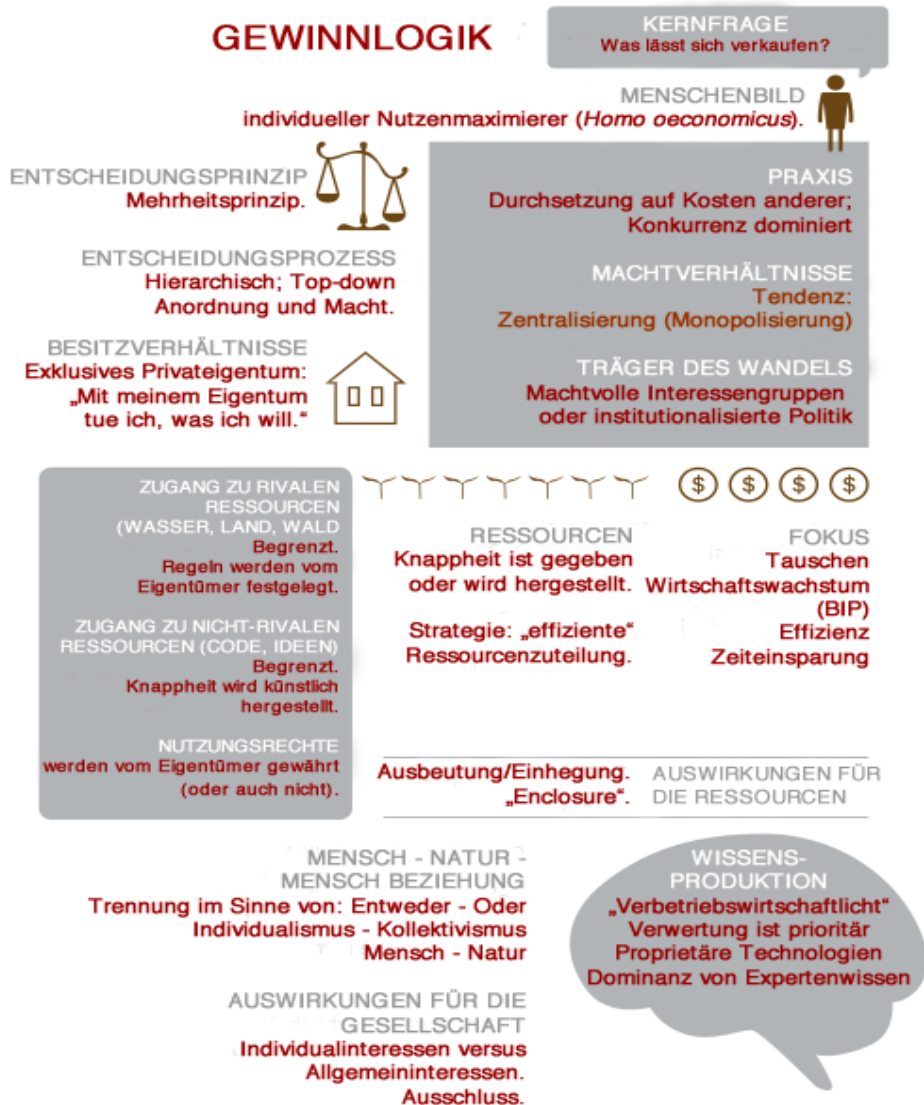 GEWINNLOGIK
KERNFRAGE
Was lässt sich verkaufen?
MENSCHENBILD
individueller Nutzenmaximierer (Homo oeconomicus).
ENTSCHEIDUNGSPRINZIP
Mehrheitsprinzip.
ENTSCHEIDUNGSPROZESS
Hierarchisch; Top-down
Anordnung und Macht.
BESITZVERHÄLTNISSE
Exklusives Privateigentum:
„Mit meinem Eigentum
tue ich, was ich will.“
PRAXIS
Durchsetzung auf Kosten anderer;
Konkurrenz dominiert
MACHTVERHÄLTNISSE
Tendenz:
Zentralisierung (Monopolisierung)
TRÄGER DES WANDELS
Machtvolle Interessengruppen
oder institutionalisierte Politik
ZUGANG ZU RIVALEN
RESSOURCEN
(WASSER, LAND, WALD
Begrenzt.
Regeln werden vom
Eigentümer festgelegt.
ZUGANG ZU NICHT-RIVALEN
RESSOURCEN (CODE, IDEEN)
Begrenzt.
Knappheit wird künstlich
hergestellt.
NUTZUNGSRECHTE
werden vom Eigentümer gewährt
(oder auch nicht).
$ $ $ $
RESSOURCEN
Knappheit ist gegeben
oder wird hergestellt.
Strategie: „effiziente“
Ressourcenzuteilung.
FOKUS
Tauschen
Wirtschaftswachstum
(BIP)
Effizienz
Zeiteinsparung
Ausbeutung/Einhegung.
„Enclosure“.
AUSWIRKUNGEN FÜR
DIE RESSOURCEN
MENSCH - NATUR -
MENSCH BEZIEHUNG
Trennung im Sinne von: Entweder - Oder
Individualismus - Kollektivismus
Mensch - Natur
AUSWIRKUNGEN FÜR DIE
GESELLSCHAFT
Individualinteressen versus
Allgemeininteressen.
Ausschluss.
WISSENS-
PRODUKTION
„Verbetriebswirtschaftlicht“
Verwertung ist prioritär
Proprietäre Technologien
Dominanz von Expertenwissen